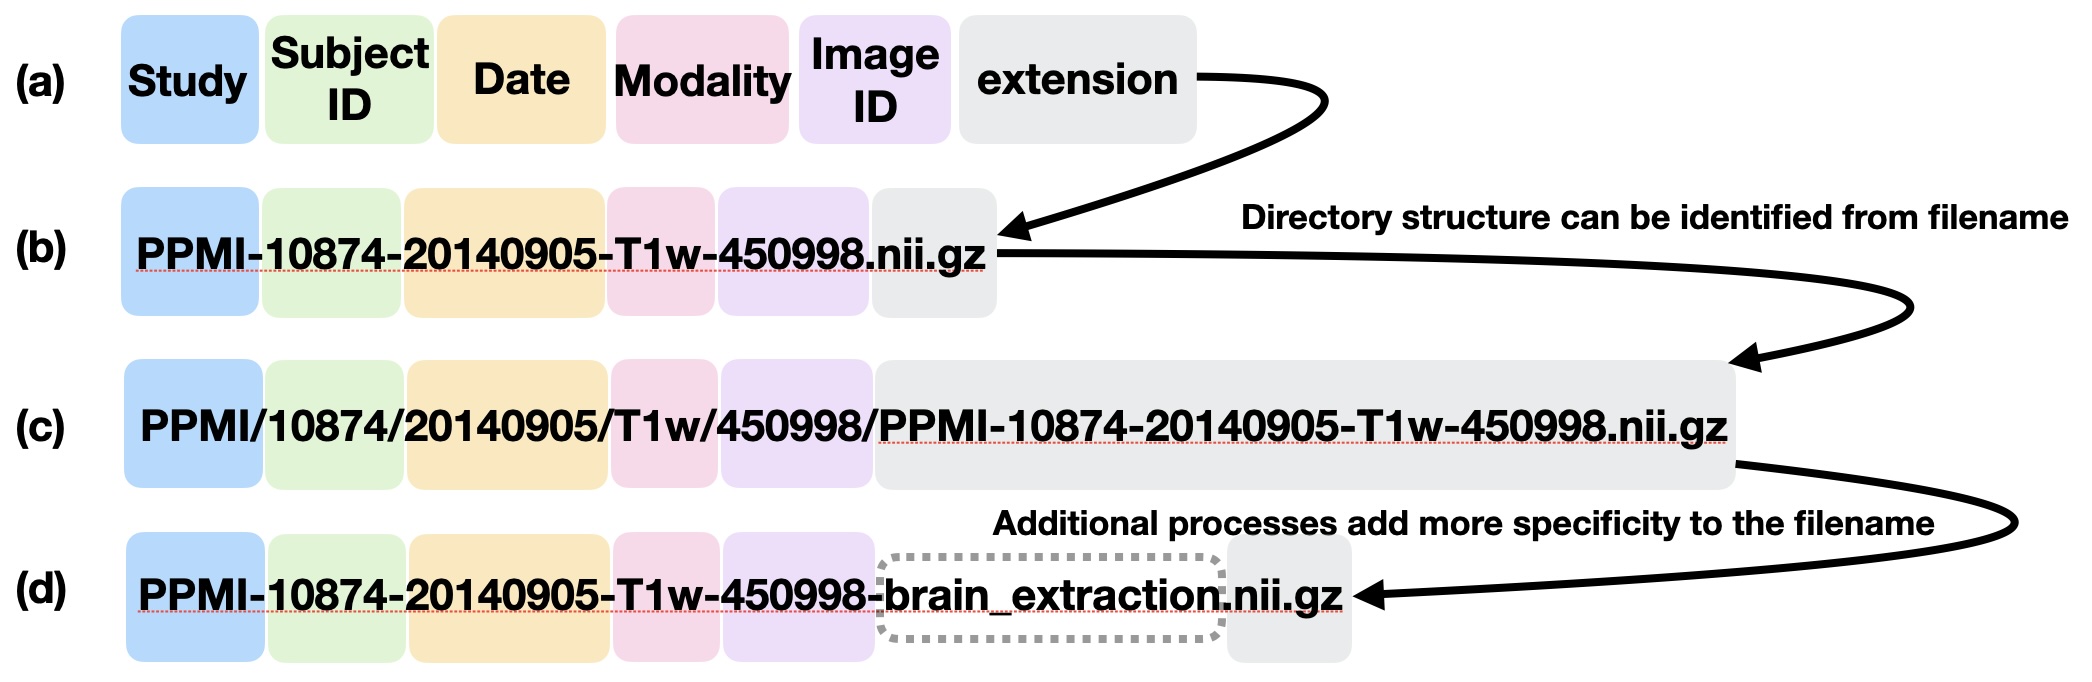 (a) Study Subject ID Date Modality Image ID extension
Directory structure can be identified from filename
(b) PPMI-10874-20140905-T1w-450998.nii.gz
(c) PPMI/10874/20140905/T1w/450998/PPMI-10874-20140905-T1w-450998.nii.gz
Additional processes add more specificity to the filename
(d) PPMI-10874-20140905-T1w-450998-brain_extraction.nii.gz